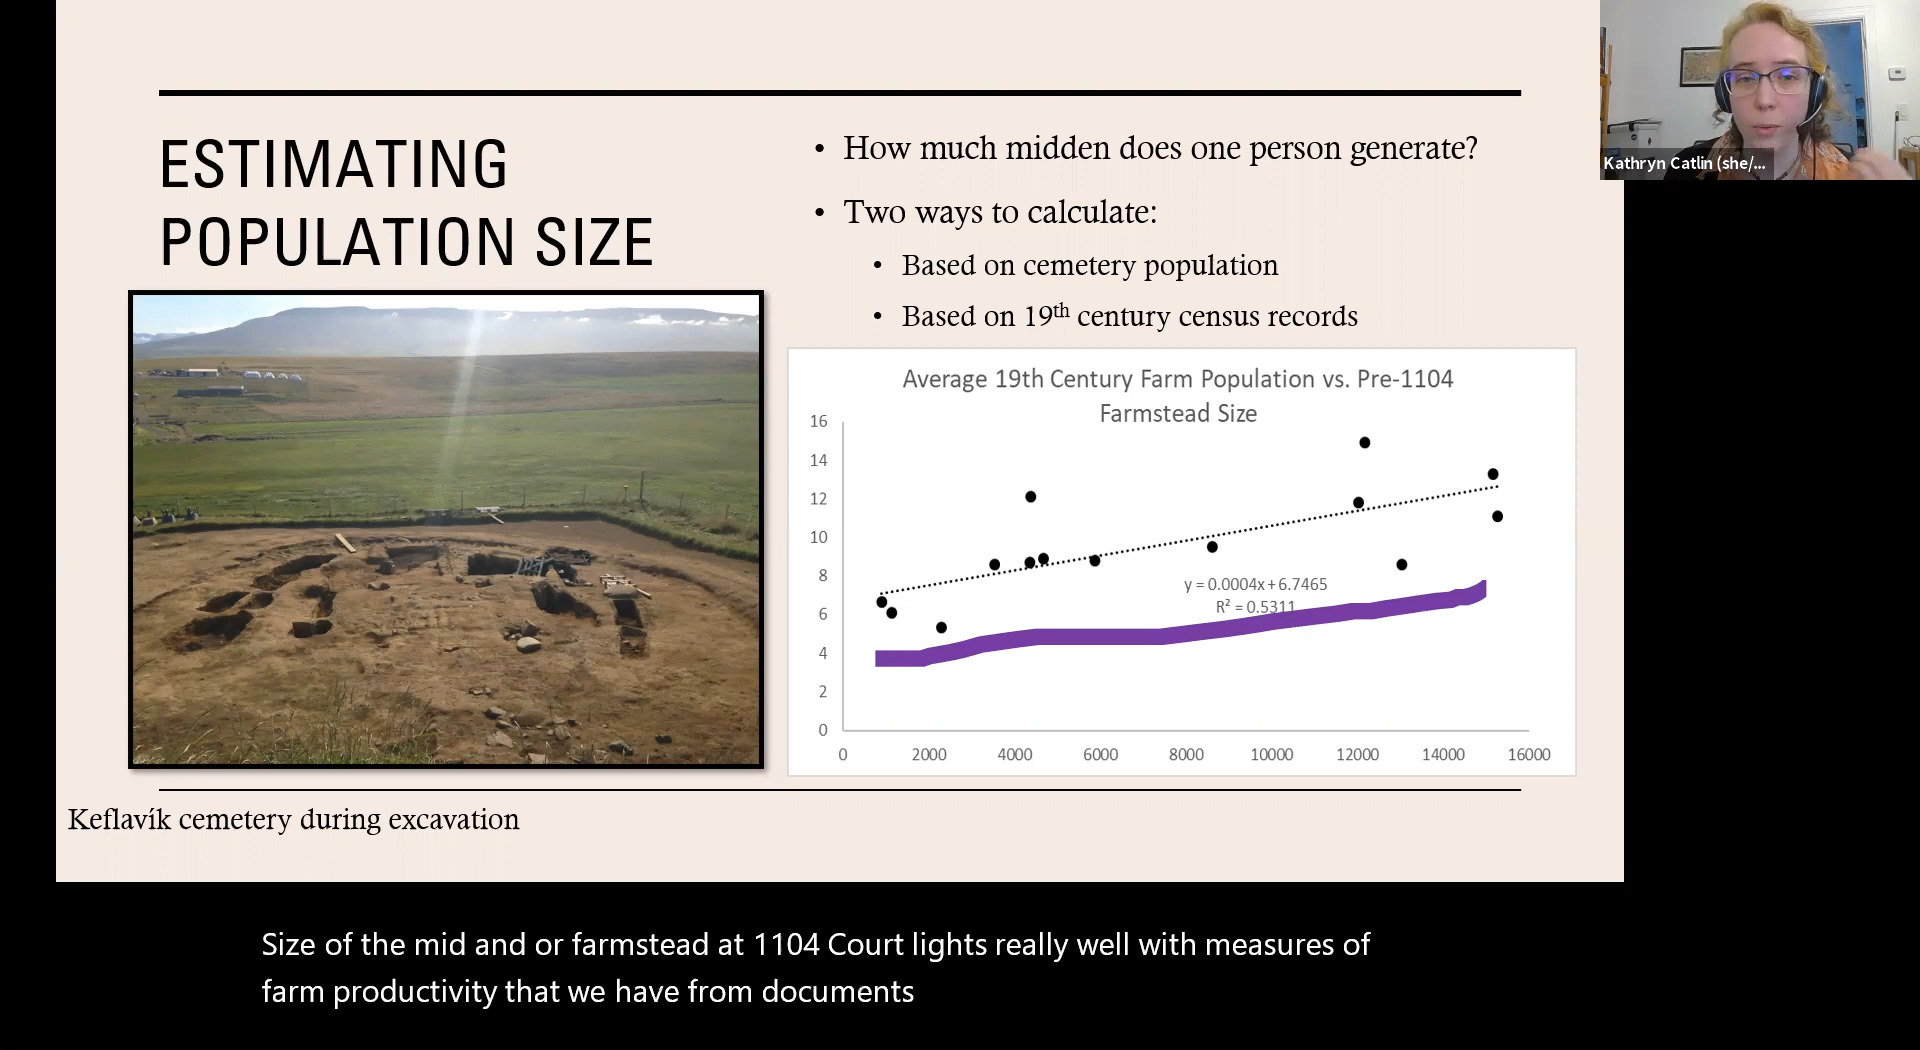 ESTIMATING
POPULATION SIZE
• How much midden does one person generate?
• Two ways to calculate:
• Based on cemetery population
• Based on 19th century census records
Average 19th Century Farm Population vs. Pre-1104
Farmstead Size
16
14
12
10
8
6
4
2
0
y = 0.0004x + 6.7465
R² = 0.5311
0 2000 4000 6000 8000 10000 12000 14000 16000
Keflavík cemetery during excavation
Kathryn Catlin (she/...
Size of the mid and or farmstead at 1104 Court lights really well with measures of
farm productivity that we have from documents